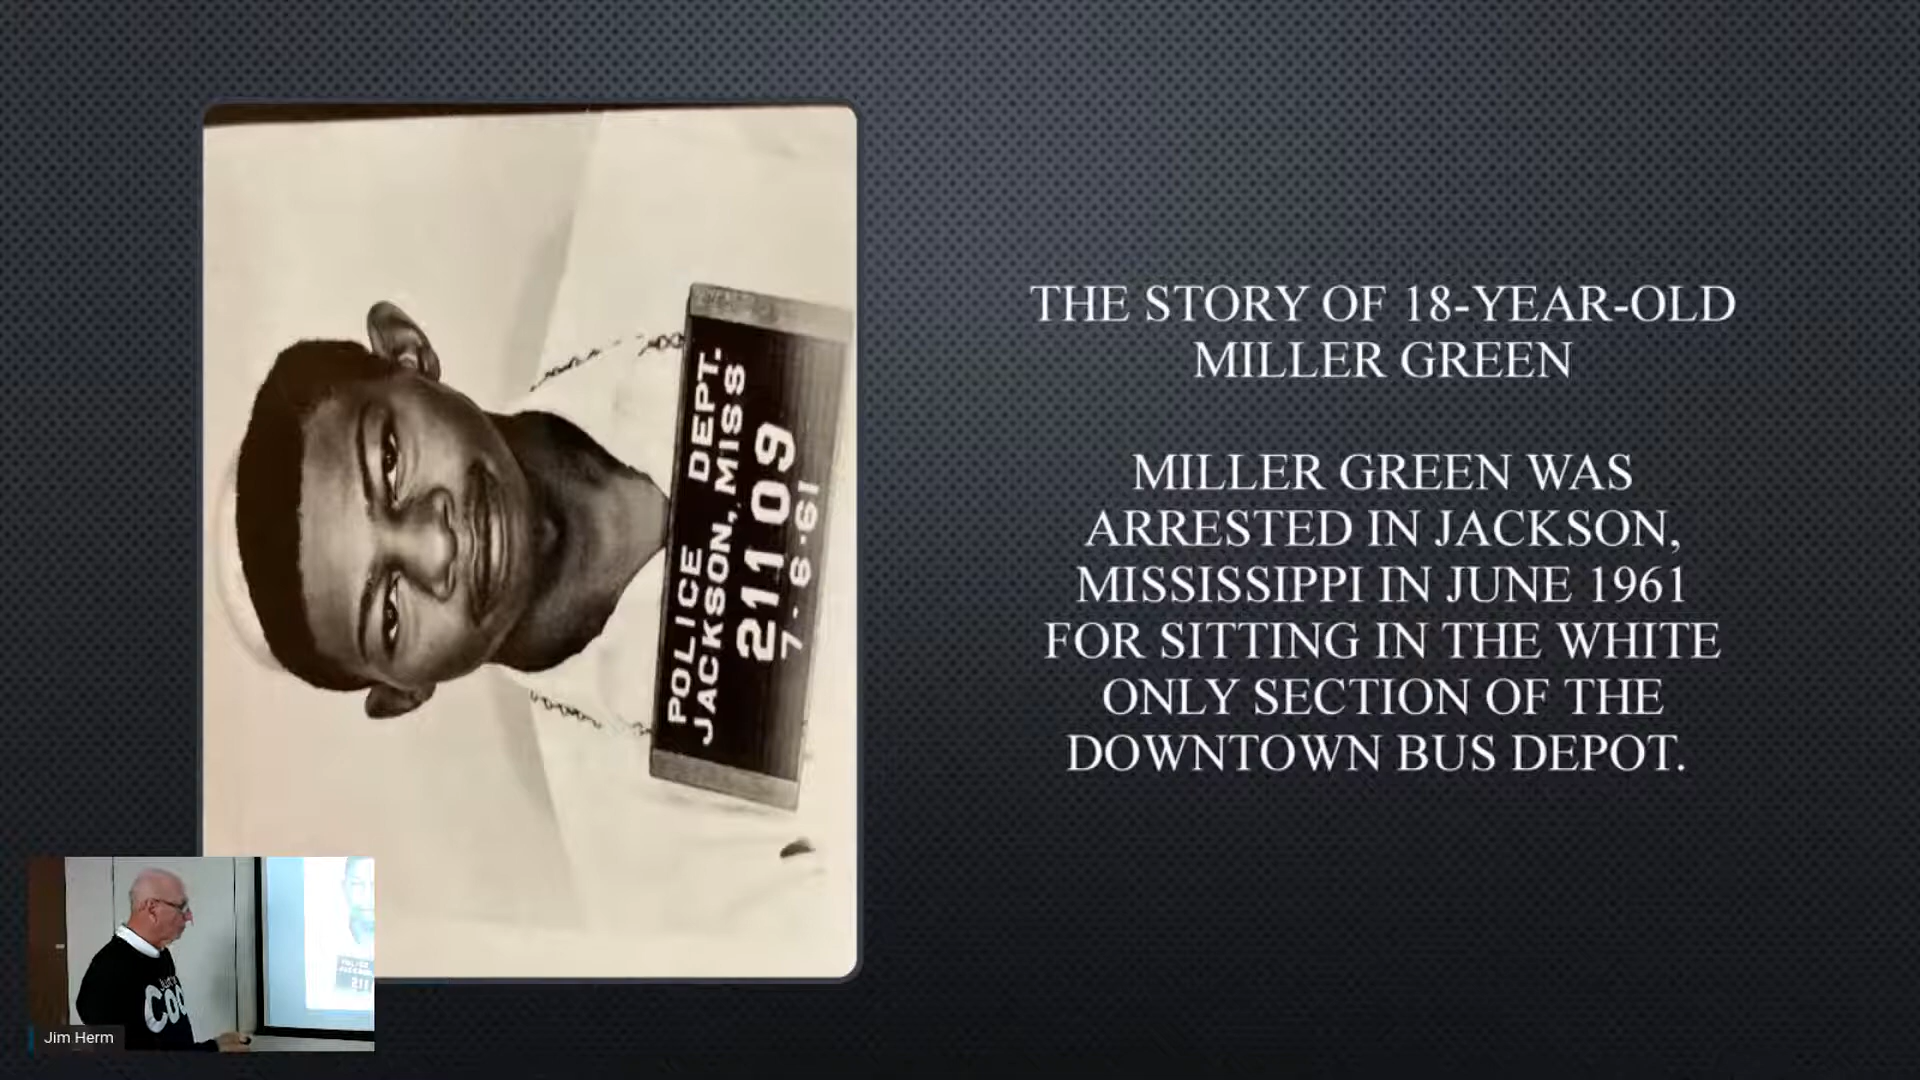 THE STORY OF 18-YEAR-OLD
MILLER GREEN
MILLER GREEN WAS
ARRESTED IN JACKSON,
MISSISSIPPI IN JUNE 1961
FOR SITTING IN THE WHITE
ONLY SECTION OF THE
DOWNTOWN BUS DEPOT.
POLICE DEPT.
JACKSON, MISS
21109
7-8-61
Jim Herm